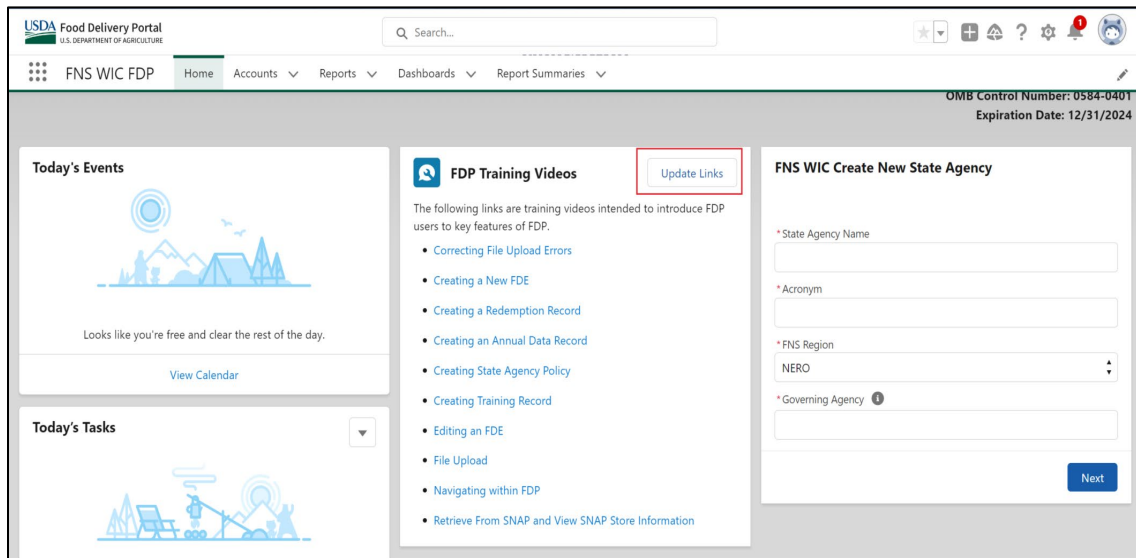 USDA Food Delivery Portal
U.S. DEPARTMENT OF AGRICULTURE
Search...
1
FNS WIC FDP
Home
Accounts
Reports
Dashboards
Report Summaries
OMB Control Number: 0584-0401
Expiration Date: 12/31/2024
Today's Events
Looks like you're free and clear the rest of the day.
View Calendar
Today's Tasks
FDP Training Videos
Update Links
The following links are training videos intended to introduce FDP
users to key features of FDP.
• Correcting File Upload Errors
• Creating a New FDE
• Creating a Redemption Record
• Creating an Annual Data Record
• Creating State Agency Policy
• Creating Training Record
• Editing an FDE
• File Upload
• Navigating within FDP
• Retrieve From SNAP and View SNAP Store Information
FNS WIC Create New State Agency
*State Agency Name
*Acronym
*FNS Region
NERO
*Governing Agency
Next